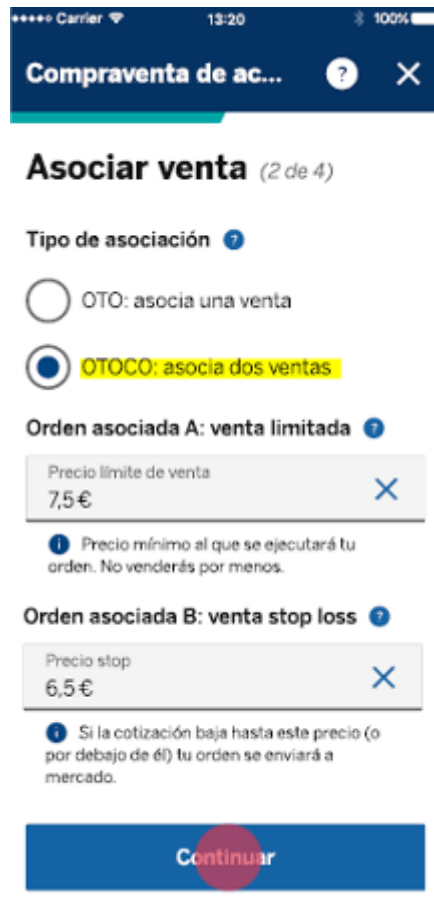 Carrier 13:20 100%
Compraventa de ac... ?
Asociar venta (2 de 4)
Tipo de asociación ?
OTO: asocia una venta
OTOCO: asocia dos ventas
Orden asociada A: venta limitada ?
Precio límite de venta
7,5 €
i Precio mínimo al que se ejecutará tu
orden. No venderás por menos.
Orden asociada B: venta stop loss ?
Precio stop
6,5 €
i Si la cotización baja hasta este precio (o
por debajo de él) tu orden se enviará a
mercado.
Continuar